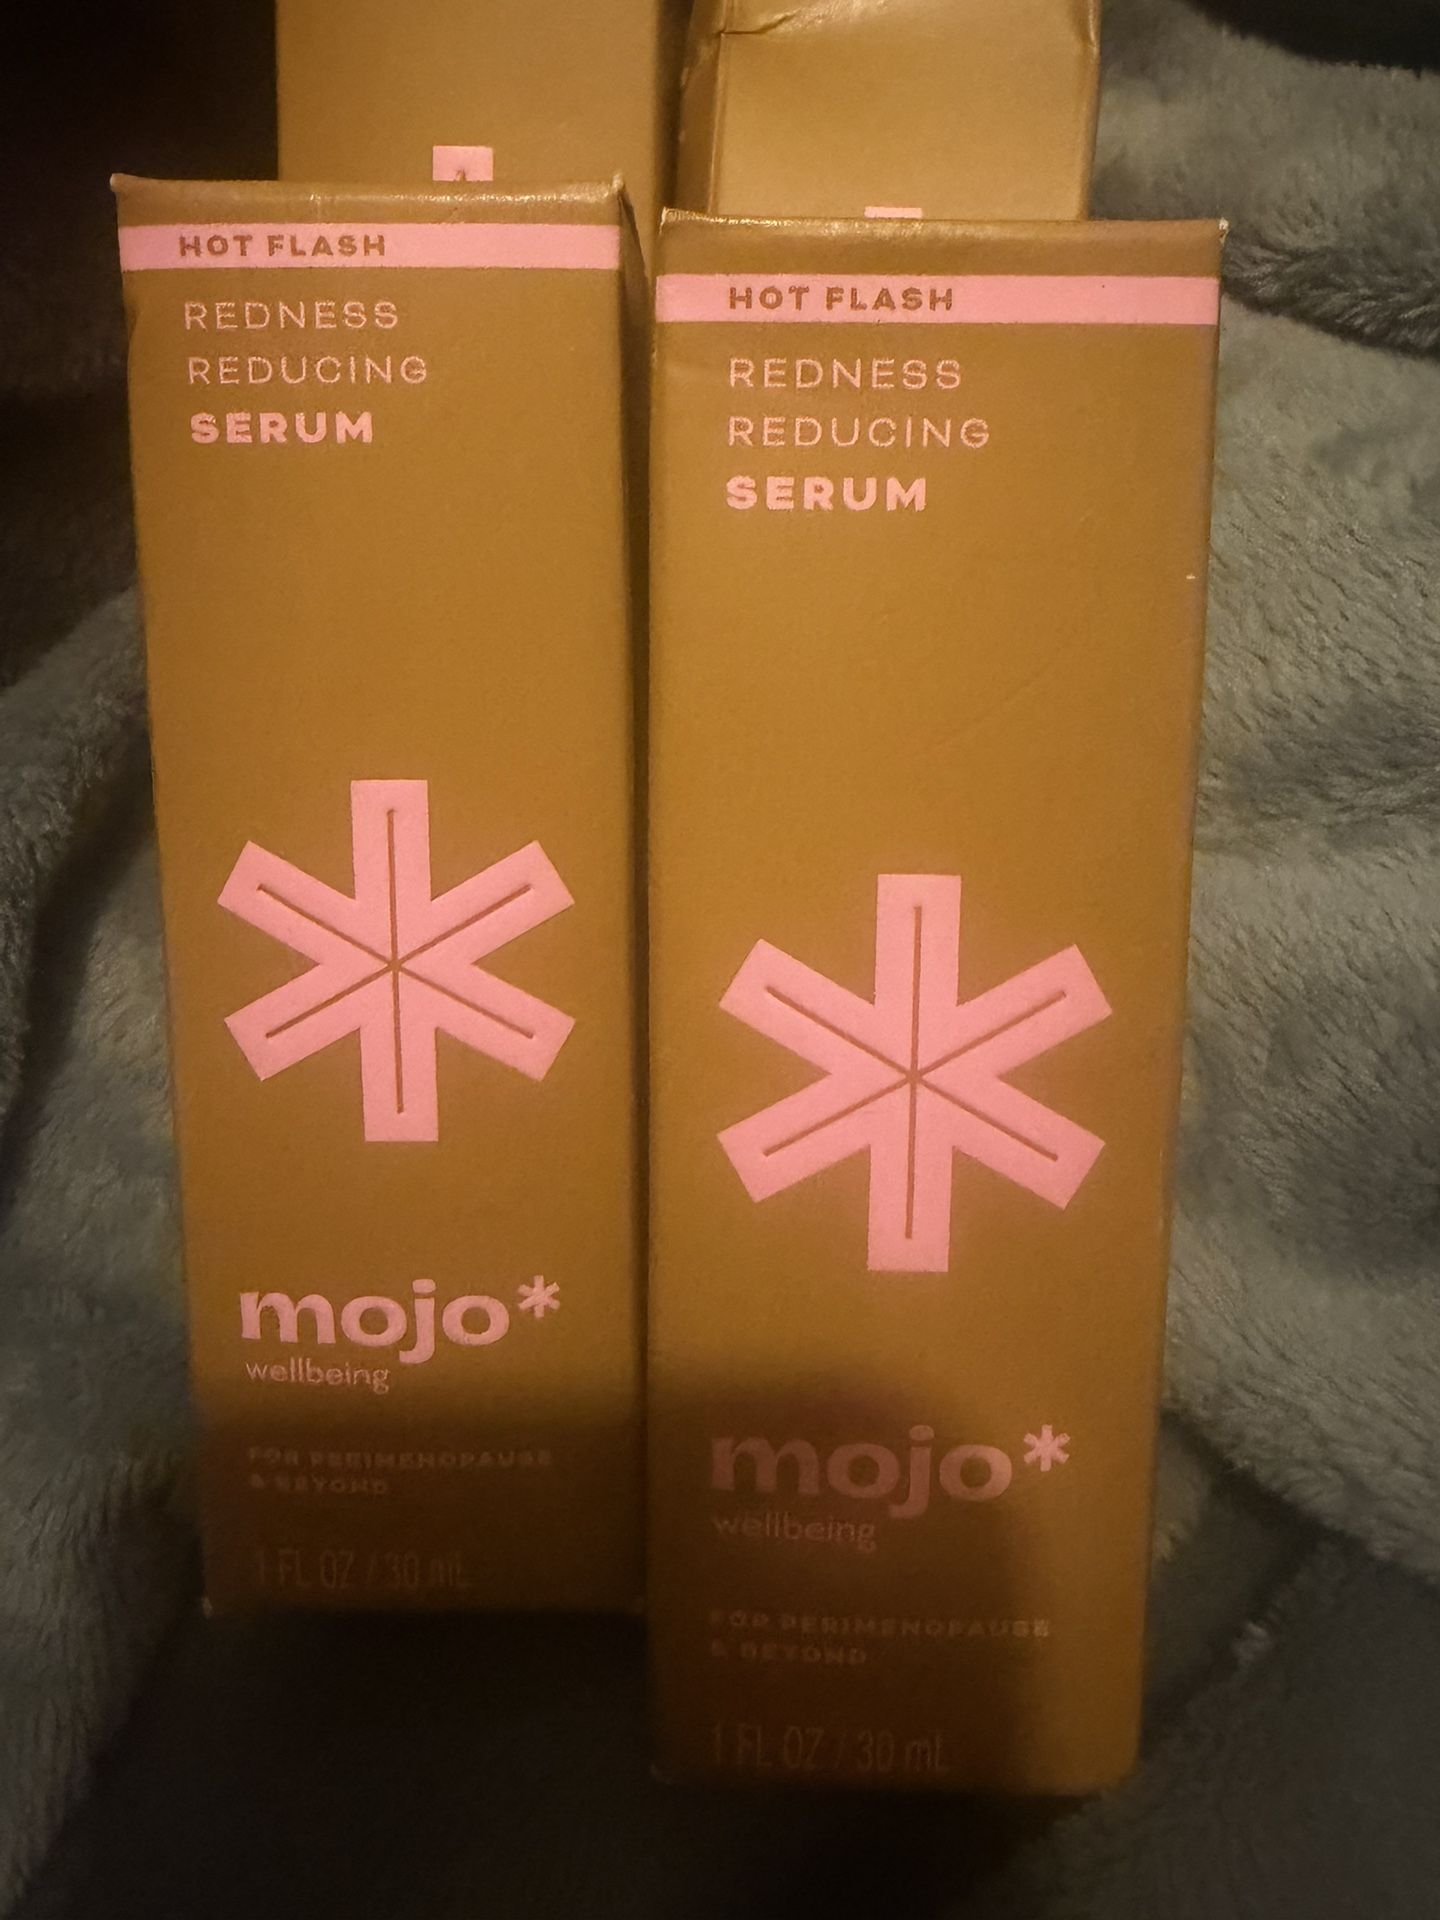 HOT FLASH
REDNESS
REDUCING
SERUM
mojo*
wellbeing
FOR PERIMENOPAUSE
& BEYOND
1 FL OZ / 30 mL
HOT FLASH
REDNESS
REDUCING
SERUM
mojo*
wellbeing
FOR PERIMENOPAUSE
& BEYOND
1 FL OZ / 30 mL